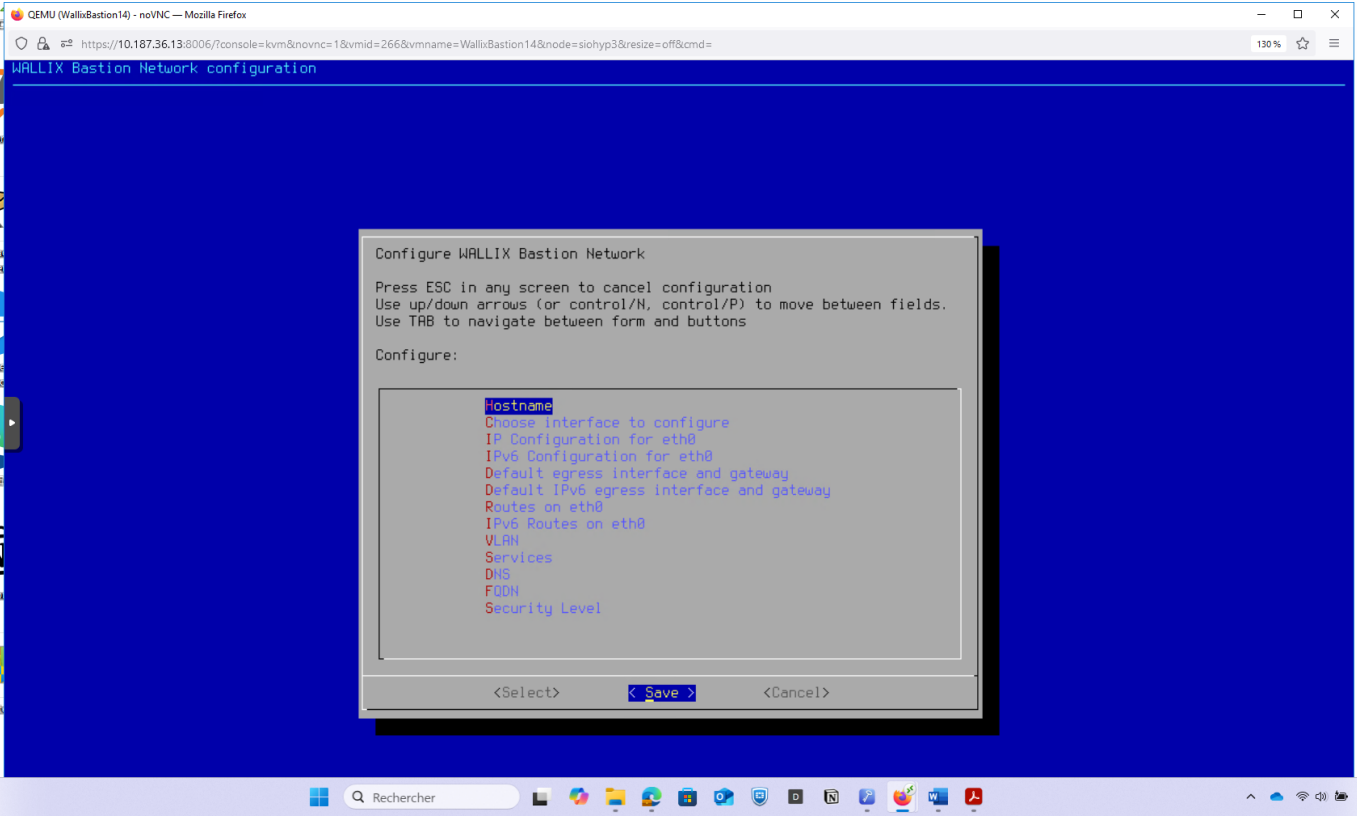 QEMU (WallixBastion14) - noVNC — Mozilla Firefox
https://10.187.36.13:8006/?console=kvm&novnc=1&vmid=266&vmname=WallixBastion14&node=siohyp3&resize=off&cmd=
130 %
WALLIX Bastion Network configuration
Configure WALLIX Bastion Network
Press ESC in any screen to cancel configuration
Use up/down arrows (or control/N, control/P) to move between fields.
Use TAB to navigate between form and buttons
Configure:
Hostname
Choose interface to configure
IP Configuration for eth0
IPv6 Configuration for eth0
Default egress interface and gateway
Default IPv6 egress interface and gateway
Routes on eth0
IPv6 Routes on eth0
VLAN
Services
DNS
FQDN
Security Level
<Select> < Save > <Cancel>
Rechercher